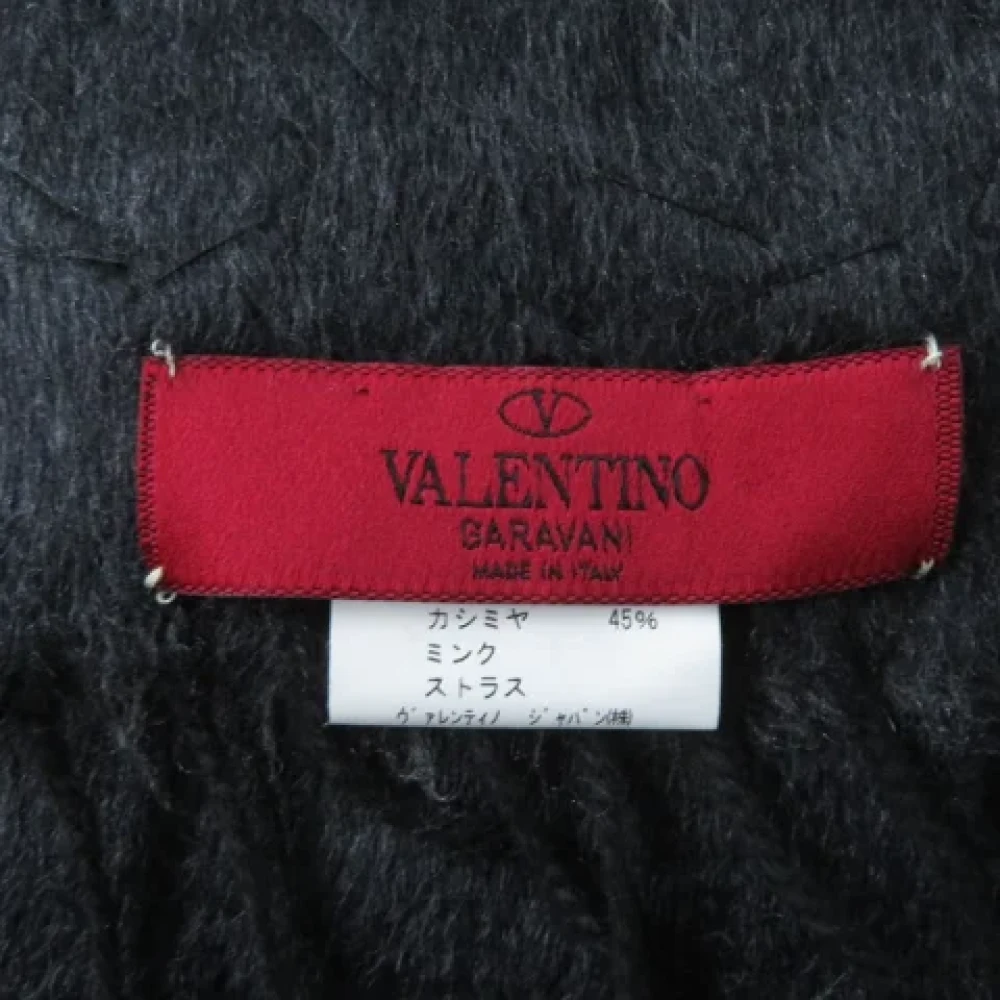 V
VALENTINO
GARAVANI
MADE IN ITALY
カシミヤ 45%
ミンク
ストラス
ヴァレンティノ ジャパン(株)